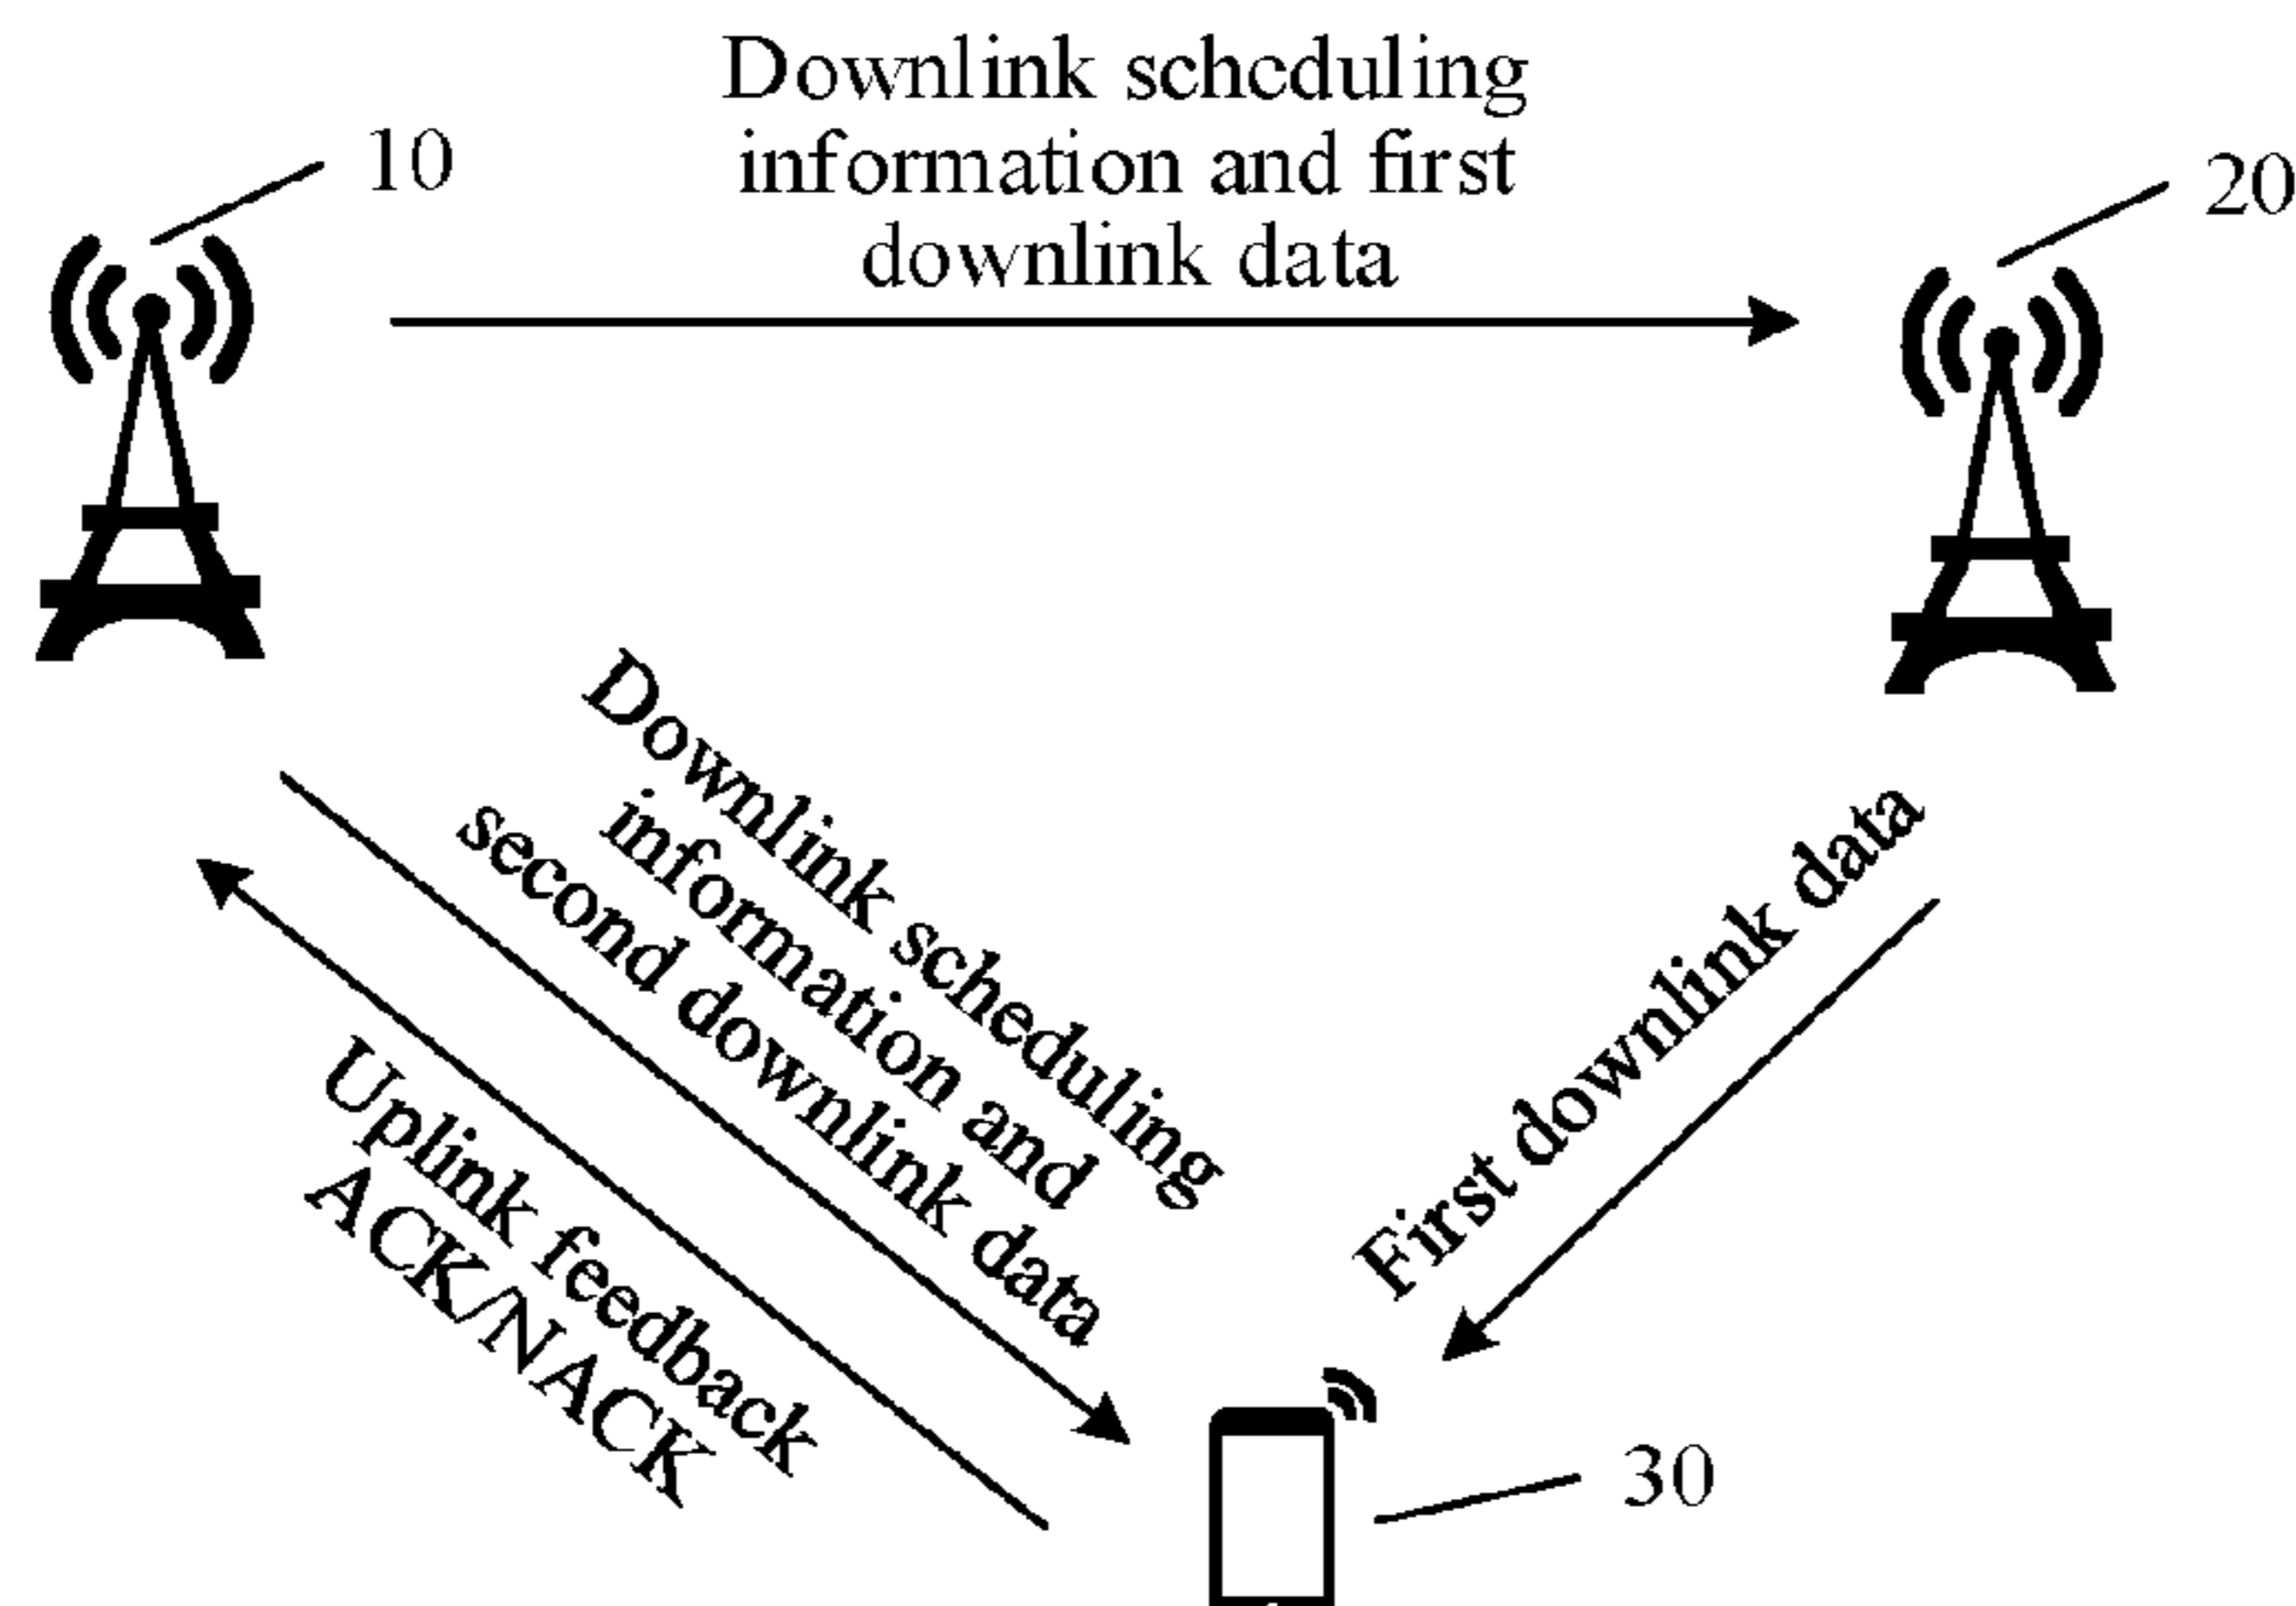 Downlink scheduling
information and first
downlink data
10
20
Downlink scheduling
information and
second downlink data
First downlink data
Uplink feedback
ACK/NACK
30